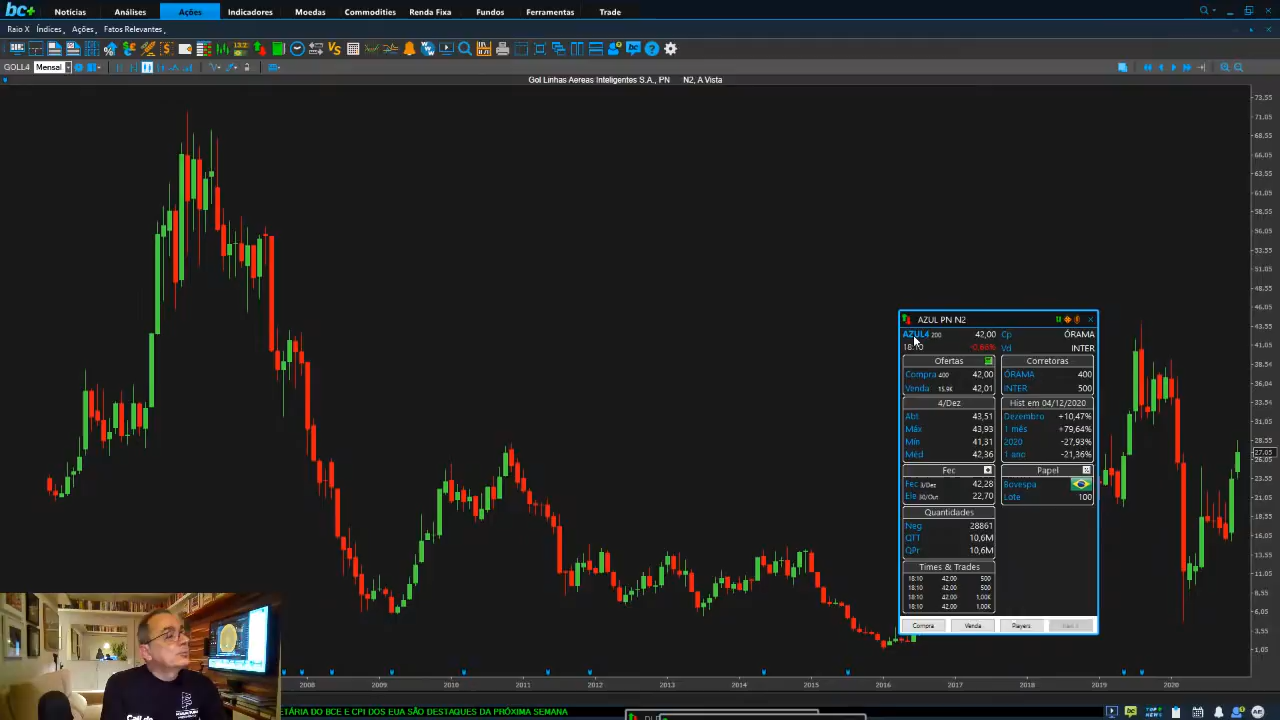 bc+ Notícias Análises Ações Indicadores Moedas Commodities Renda Fixa Fundos Ferramentas Trade
Raio X Índices Ações Fatos Relevantes
GOLL4 Mensal
Gol Linhas Aereas Inteligentes S.A., PN N2, A Vista
73,55
71,05
68,55
66,05
63,55
61,05
58,55
56,05
53,55
51,05
48,55
46,05
43,55
41,05
38,54
36,04
33,54
31,04
28,55
27,05
26,05
23,55
21,05
18,55
16,05
13,55
11,05
8,55
6,05
3,55
1,05
AZUL PN N2
AZUL4 200 42,00 Cp ÓRAMA
18:10 -0,66% Vd INTER
Ofertas Corretoras
Compra 400 42,00 ÓRAMA 400
Venda 15,9K 42,01 INTER 500
4/Dez Hist em 04/12/2020
Abt 43,51 Dezembro +10,47%
Máx 43,93 1 mês +79,64%
Mín 41,31 2020 -27,93%
Méd 42,36 1 ano -21,36%
Fec Papel
Fec 3/Dez 42,28 Bovespa
Ele 30/Out 22,70 Lote 100
Quantidades
Neg 28861
QTT 10,6M
QPr 10,6M
Times & Trades
18:10 42,00 500
18:10 42,00 500
18:10 42,00 1,00K
18:10 42,00 1,00K
Compra Venda Players
2008 2009 2010 2011 2012 2013 2014 2015 2016 2017 2018 2019 2020
ETÁRIA DO BCE E CPI DOS EUA SÃO DESTAQUES DA PRÓXIMA SEMANA